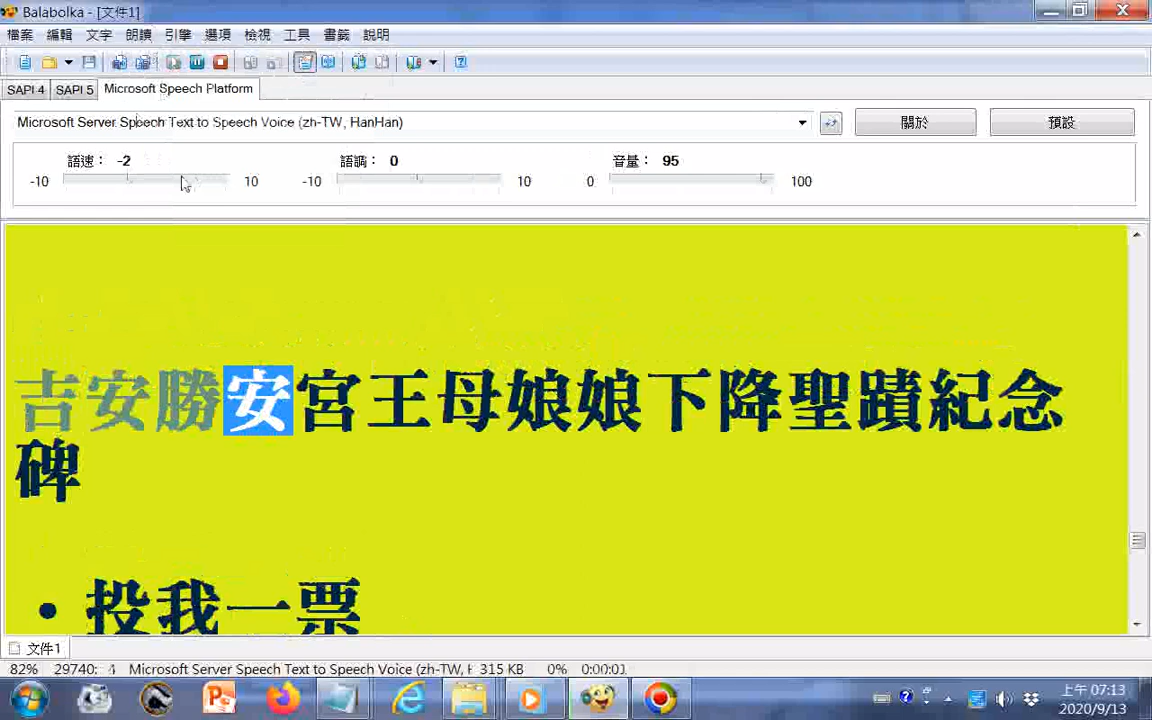 Balabolka - [文件1]
檔案 編輯 文字 朗讀 引擎 選項 檢視 工具 書籤 說明
SAPI 4 SAPI 5 Microsoft Speech Platform
Microsoft Server Speech Text to Speech Voice (zh-TW, HanHan) 關於 預設
語速： -2 語調： 0 音量： 95
-10 10 -10 10 0 100
吉安勝安宮王母娘娘下降聖蹟紀念
碑
• 投我一票
文件1
82% 29740: 4 Microsoft Server Speech Text to Speech Voice (zh-TW, H 315 KB 0% 0:00:01
上午 07:13
2020/9/13